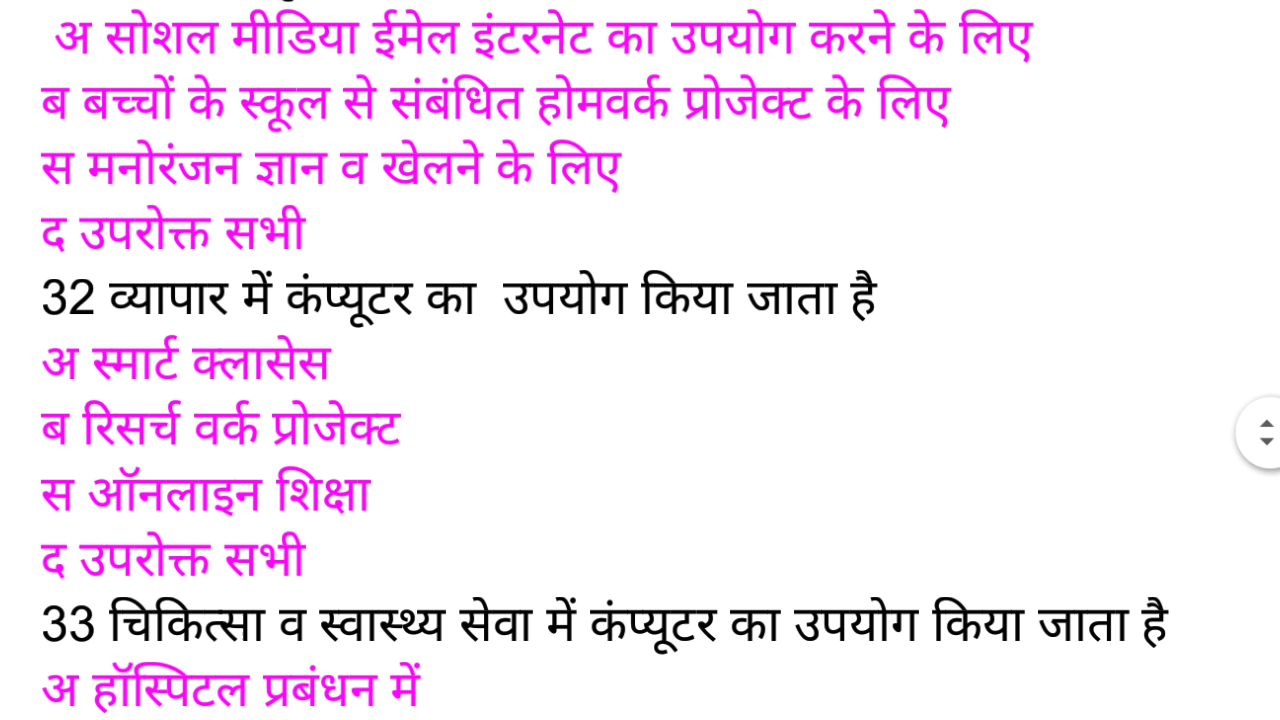 अ सोशल मीडिया ईमेल इंटरनेट का उपयोग करने के लिए
ब बच्चों के स्कूल से संबंधित होमवर्क प्रोजेक्ट के लिए
स मनोरंजन ज्ञान व खेलने के लिए
द उपरोक्त सभी
32 व्यापार में कंप्यूटर का  उपयोग किया जाता है
अ स्मार्ट क्लासेस
ब रिसर्च वर्क प्रोजेक्ट
स ऑनलाइन शिक्षा
द उपरोक्त सभी
33 चिकित्सा व स्वास्थ्य सेवा में कंप्यूटर का उपयोग किया जाता है
अ हॉस्पिटल प्रबंधन में